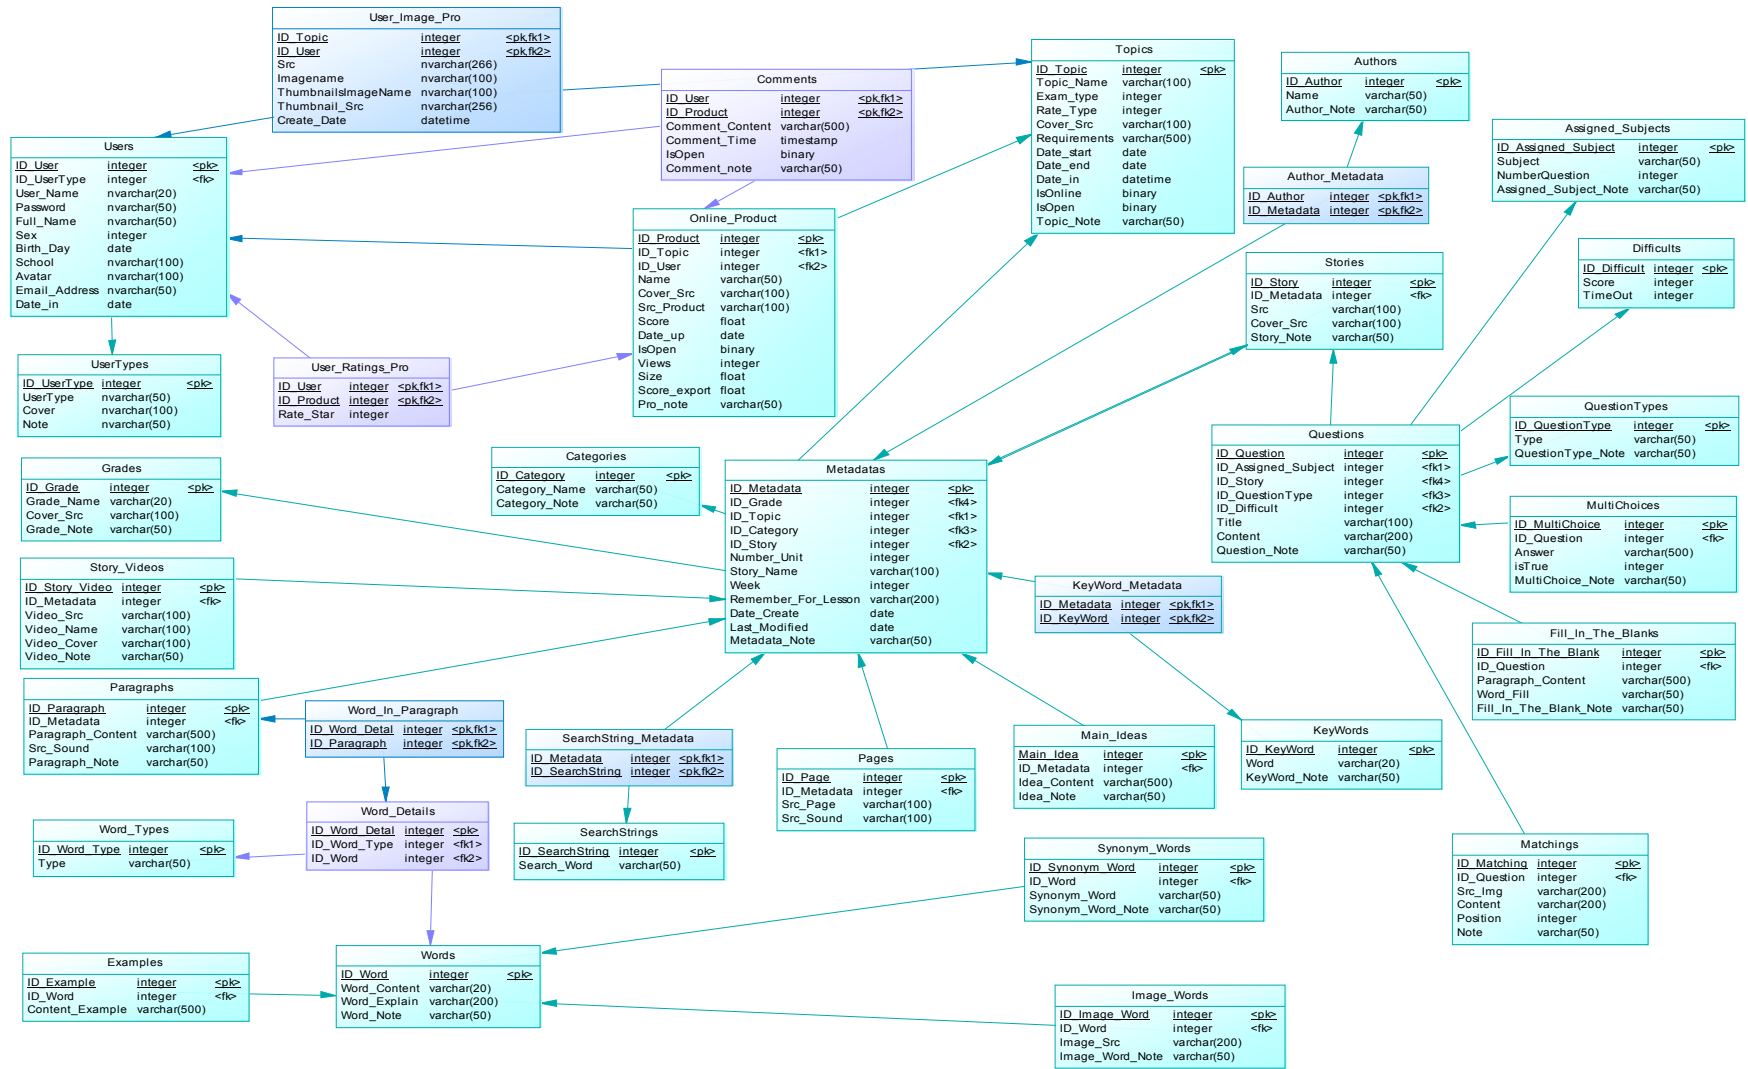 User_Image_Pro
ID_Topic integer <pk,fk1>
ID_User integer <pk,fk2>
Src nvarchar(266)
Imagename nvarchar(100)
ThumbnailsImageName nvarchar(100)
Thumbnail_Src nvarchar(256)
Create_Date datetime
Comments
ID_User integer <pk,fk1>
ID_Product integer <pk,fk2>
Comment_Content varchar(500)
Comment_Time timestamp
IsOpen binary
Comment_note varchar(50)
Topics
ID_Topic integer <pk>
Topic_Name varchar(100)
Exam_type integer
Rate_Type integer
Cover_Src varchar(100)
Requirements varchar(500)
Date_start date
Date_end date
Date_in datetime
IsOnline binary
IsOpen binary
Topic_Note varchar(50)
Authors
ID_Author integer <pk>
Name varchar(50)
Author_Note varchar(50)
Assigned_Subjects
ID_Assigned_Subject integer <pk>
Subject varchar(50)
NumberQuestion integer
Assigned_Subject_Note varchar(50)
Users
ID_User integer <pk>
ID_UserType integer <fk>
User_Name nvarchar(20)
Password nvarchar(50)
Full_Name nvarchar(50)
Sex integer
Birth_Day date
School nvarchar(100)
Avatar nvarchar(100)
Email_Address nvarchar(50)
Date_in date
Author_Metadata
ID_Author integer <pk,fk1>
ID_Metadata integer <pk,fk2>
Online_Product
ID_Product integer <pk>
ID_Topic integer <fk1>
ID_User integer <fk2>
Name varchar(50)
Cover_Src varchar(100)
Src_Product varchar(100)
Score float
Date_up date
IsOpen binary
Views integer
Size float
Score_export float
Pro_note varchar(50)
Stories
ID_Story integer <pk>
ID_Metadata integer <fk>
Src varchar(100)
Cover_Src varchar(100)
Story_Note varchar(50)
Difficults
ID_Difficult integer <pk>
Score integer
TimeOut integer
UserTypes
ID_UserType integer <pk>
UserType nvarchar(50)
Cover nvarchar(100)
Note nvarchar(50)
User_Ratings_Pro
ID_User integer <pk,fk1>
ID_Product integer <pk,fk2>
Rate_Star integer
QuestionTypes
ID_QuestionType integer <pk>
Type varchar(50)
QuestionType_Note varchar(50)
Questions
ID_Question integer <pk>
ID_Assigned_Subject integer <fk1>
ID_Story integer <fk4>
ID_QuestionType integer <fk3>
ID_Difficult integer <fk2>
Title varchar(100)
Content varchar(200)
Question_Note varchar(50)
Categories
ID_Category integer <pk>
Category_Name varchar(50)
Category_Note varchar(50)
Grades
ID_Grade integer <pk>
Grade_Name varchar(20)
Cover_Src varchar(100)
Grade_Note varchar(50)
Metadatas
ID_Metadata integer <pk>
ID_Grade integer <fk4>
ID_Topic integer <fk1>
ID_Category integer <fk3>
ID_Story integer <fk2>
Number_Unit integer
Story_Name varchar(100)
Week integer
Remember_For_Lesson varchar(200)
Date_Create date
Last_Modified date
Metadata_Note varchar(50)
MultiChoices
ID_MultiChoice integer <pk>
ID_Question integer <fk>
Answer varchar(500)
isTrue integer
MultiChoice_Note varchar(50)
Story_Videos
ID_Story_Video integer <pk>
ID_Metadata integer <fk>
Video_Src varchar(100)
Video_Name varchar(100)
Video_Cover varchar(100)
Video_Note varchar(50)
KeyWord_Metadata
ID_Metadata integer <pk,fk1>
ID_KeyWord integer <pk,fk2>
Fill_In_The_Blanks
ID_Fill_In_The_Blank integer <pk>
ID_Question integer <fk>
Paragraph_Content varchar(500)
Word_Fill varchar(50)
Fill_In_The_Blank_Note varchar(50)
Paragraphs
ID_Paragraph integer <pk>
ID_Metadata integer <fk>
Paragraph_Content varchar(500)
Src_Sound varchar(100)
Paragraph_Note varchar(50)
Word_In_Paragraph
ID_Word_Detal integer <pk,fk1>
ID_Paragraph integer <pk,fk2>
SearchString_Metadata
ID_Metadata integer <pk,fk1>
ID_SearchString integer <pk,fk2>
Pages
ID_Page integer <pk>
ID_Metadata integer <fk>
Src_Page varchar(100)
Src_Sound varchar(100)
Main_Ideas
Main_Idea integer <pk>
ID_Metadata integer <fk>
Idea_Content varchar(500)
Idea_Note varchar(50)
KeyWords
ID_KeyWord integer <pk>
Word varchar(20)
KeyWord_Note varchar(50)
Word_Types
ID_Word_Type integer <pk>
Type varchar(50)
Word_Details
ID_Word_Detal integer <pk>
ID_Word_Type integer <fk1>
ID_Word integer <fk2>
SearchStrings
ID_SearchString integer <pk>
Search_Word varchar(50)
Synonym_Words
ID_Synonym_Word integer <pk>
ID_Word integer <fk>
Synonym_Word varchar(50)
Synonym_Word_Note varchar(50)
Matchings
ID_Matching integer <pk>
ID_Question integer <fk>
Src_Img varchar(200)
Content varchar(200)
Position integer
Note varchar(50)
Examples
ID_Example integer <pk>
ID_Word integer <fk>
Content_Example varchar(500)
Words
ID_Word integer <pk>
Word_Content varchar(20)
Word_Explain varchar(200)
Word_Note varchar(50)
Image_Words
ID_Image_Word integer <pk>
ID_Word integer <fk>
Image_Src varchar(200)
Image_Word_Note varchar(50)